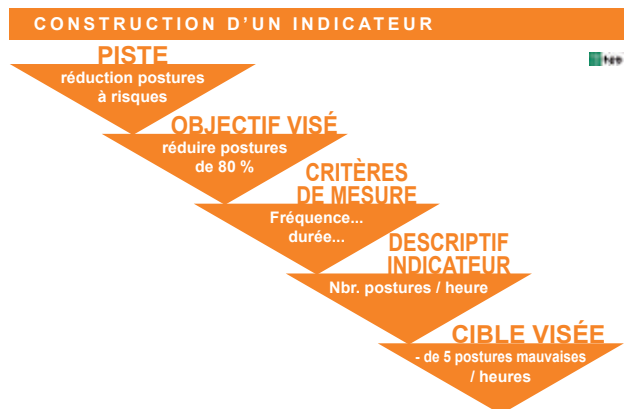 CONSTRUCTION D'UN INDICATEUR
PISTE
réduction postures
à risques
OBJECTIF VISÉ
réduire postures
de 80 %
CRITÈRES
DE MESURE
Fréquence...
durée...
DESCRIPTIF
INDICATEUR
Nbr. postures / heure
CIBLE VISÉE
- de 5 postures mauvaises
/ heures